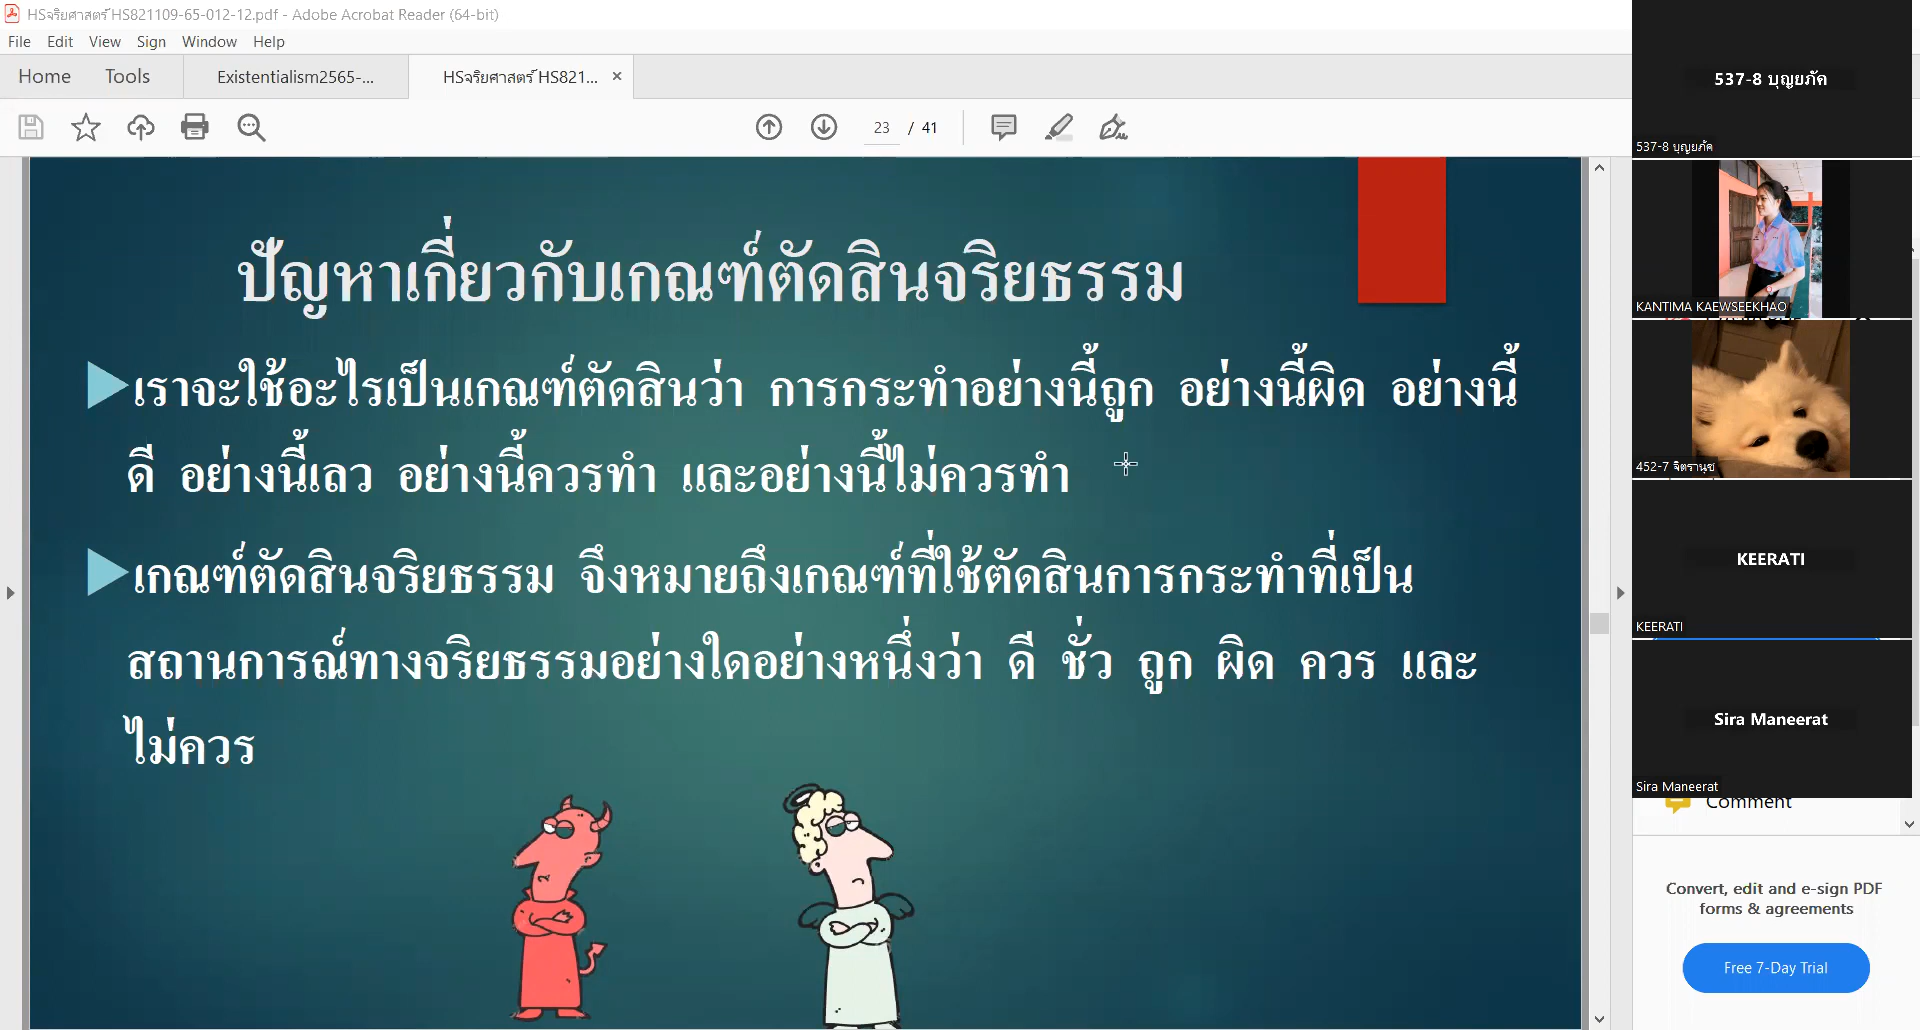 HSจริยศาสตร์ HS821109-65-012-12.pdf - Adobe Acrobat Reader (64-bit)
File Edit View Sign Window Help
Home Tools Existentialism2565-... HSจริยศาสตร์ HS821...
23 / 41
ปัญหาเกี่ยวกับเกณฑ์ตัดสินจริยธรรม
เราจะใช้อะไรเป็นเกณฑ์ตัดสินว่า การกระทำอย่างนี้ถูก อย่างนี้ผิด อย่างนี้
ดี อย่างนี้เลว อย่างนี้ควรทำ และอย่างนี้ไม่ควรทำ
เกณฑ์ตัดสินจริยธรรม จึงหมายถึงเกณฑ์ที่ใช้ตัดสินการกระทำที่เป็น
สถานการณ์ทางจริยธรรมอย่างใดอย่างหนึ่งว่า ดี ชั่ว ถูก ผิด ควร และ
ไม่ควร
537-8 บุญยภัค
537-8 บุญยภัค
KANTIMA KAEWSEEKHAO
452-7 จิตรานุช
KEERATI
KEERATI
Sira Maneerat
Sira Maneerat
Comment
Convert, edit and e-sign PDF
forms & agreements
Free 7-Day Trial